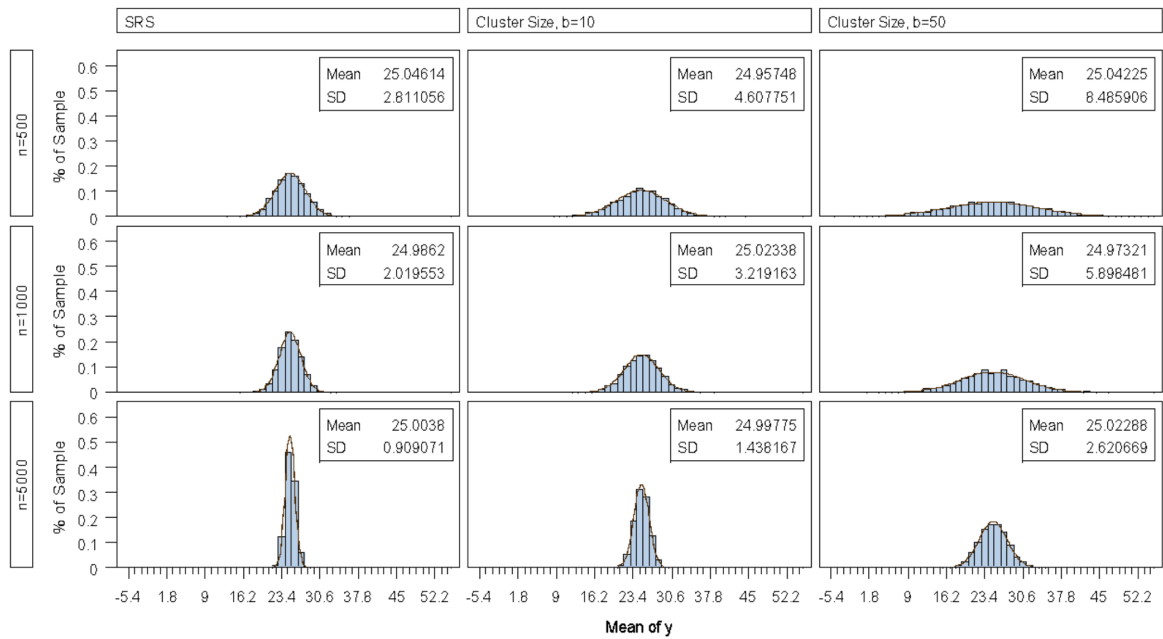 SRS
Cluster Size, b=10
Cluster Size, b=50
n=500
% of Sample
0.6
0.5
0.4
0.3
0.2
0.1
0
Mean 25.04614
SD 2.811056
Mean 24.95748
SD 4.607751
Mean 25.04225
SD 8.485906
n=1000
% of Sample
0.6
0.5
0.4
0.3
0.2
0.1
0
Mean 24.9862
SD 2.019553
Mean 25.02338
SD 3.219163
Mean 24.97321
SD 5.898481
n=5000
% of Sample
0.6
0.5
0.4
0.3
0.2
0.1
0
Mean 25.0038
SD 0.909071
Mean 24.99775
SD 1.438167
Mean 25.02288
SD 2.620669
-5.4 1.8 9 16.2 23.4 30.6 37.8 45 52.2
-5.4 1.8 9 16.2 23.4 30.6 37.8 45 52.2
-5.4 1.8 9 16.2 23.4 30.6 37.8 45 52.2
Mean of y